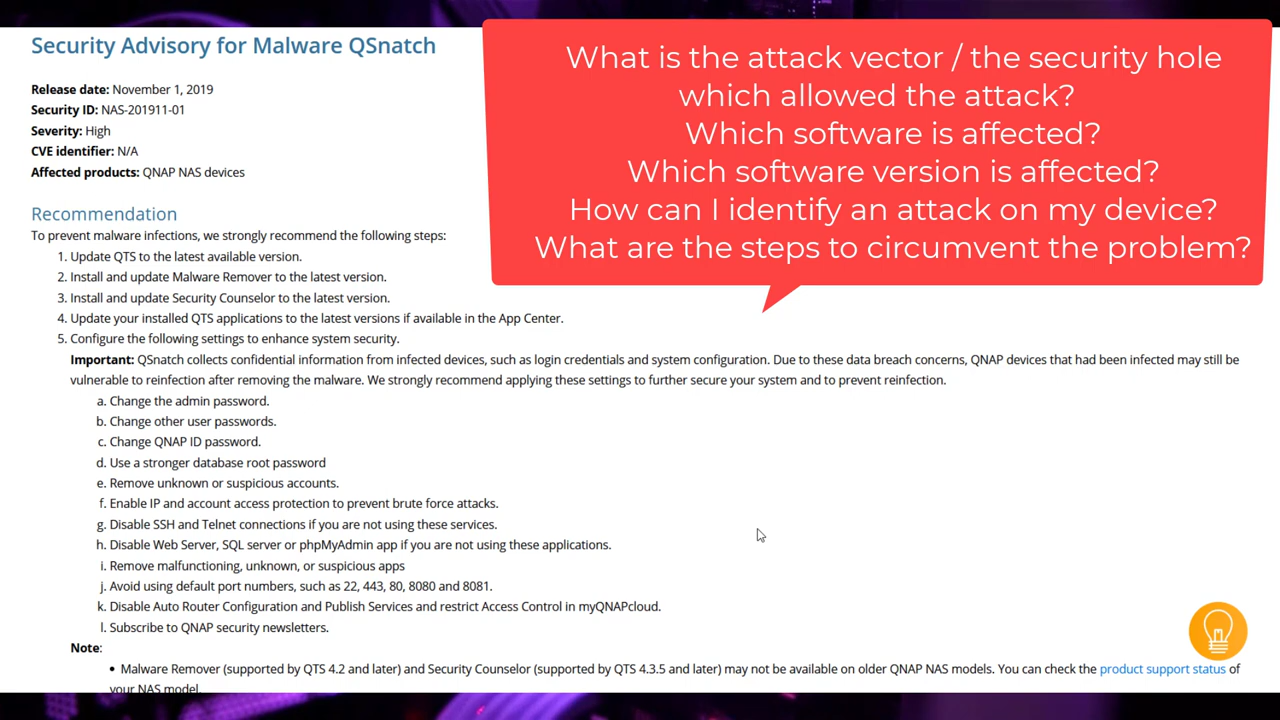 Security Advisory for Malware QSnatch
What is the attack vector / the security hole
which allowed the attack?
Which software is affected?
Which software version is affected?
How can I identify an attack on my device?
What are the steps to circumvent the problem?
Release date: November 1, 2019
Security ID: NAS-201911-01
Severity: High
CVE identifier: N/A
Affected products: QNAP NAS devices
Recommendation
To prevent malware infections, we strongly recommend the following steps:
1. Update QTS to the latest available version.
2. Install and update Malware Remover to the latest version.
3. Install and update Security Counselor to the latest version.
4. Update your installed QTS applications to the latest versions if available in the App Center.
5. Configure the following settings to enhance system security.
Important: QSnatch collects confidential information from infected devices, such as login credentials and system configuration. Due to these data breach concerns, QNAP devices that had been infected may still be
vulnerable to reinfection after removing the malware. We strongly recommend applying these settings to further secure your system and to prevent reinfection.
a. Change the admin password.
b. Change other user passwords.
c. Change QNAP ID password.
d. Use a stronger database root password
e. Remove unknown or suspicious accounts.
f. Enable IP and account access protection to prevent brute force attacks.
g. Disable SSH and Telnet connections if you are not using these services.
h. Disable Web Server, SQL server or phpMyAdmin app if you are not using these applications.
i. Remove malfunctioning, unknown, or suspicious apps
j. Avoid using default port numbers, such as 22, 443, 80, 8080 and 8081.
k. Disable Auto Router Configuration and Publish Services and restrict Access Control in myQNAPcloud.
l. Subscribe to QNAP security newsletters.
Note:
• Malware Remover (supported by QTS 4.2 and later) and Security Counselor (supported by QTS 4.3.5 and later) may not be available on older QNAP NAS models. You can check the product support status of
your NAS model.